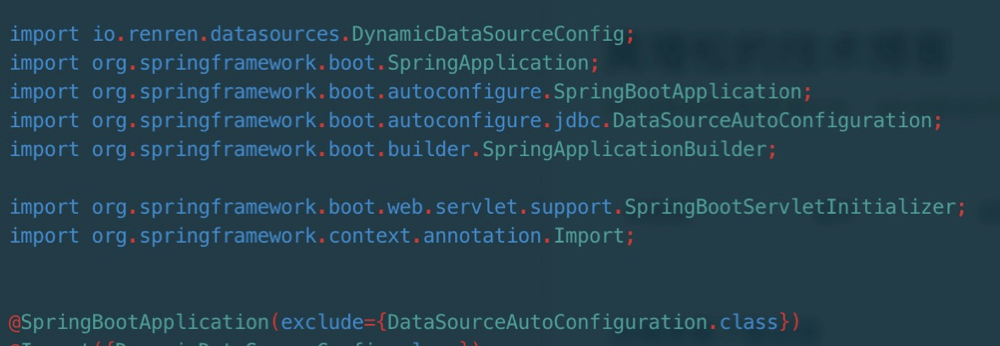 import io.renren.datasources.DynamicDataSourceConfig;
import org.springframework.boot.SpringApplication;
import org.springframework.boot.autoconfigure.SpringBootApplication;
import org.springframework.boot.autoconfigure.jdbc.DataSourceAutoConfiguration;
import org.springframework.boot.builder.SpringApplicationBuilder;
import org.springframework.boot.web.servlet.support.SpringBootServletInitializer;
import org.springframework.context.annotation.Import;
@SpringBootApplication(exclude={DataSourceAutoConfiguration.class})